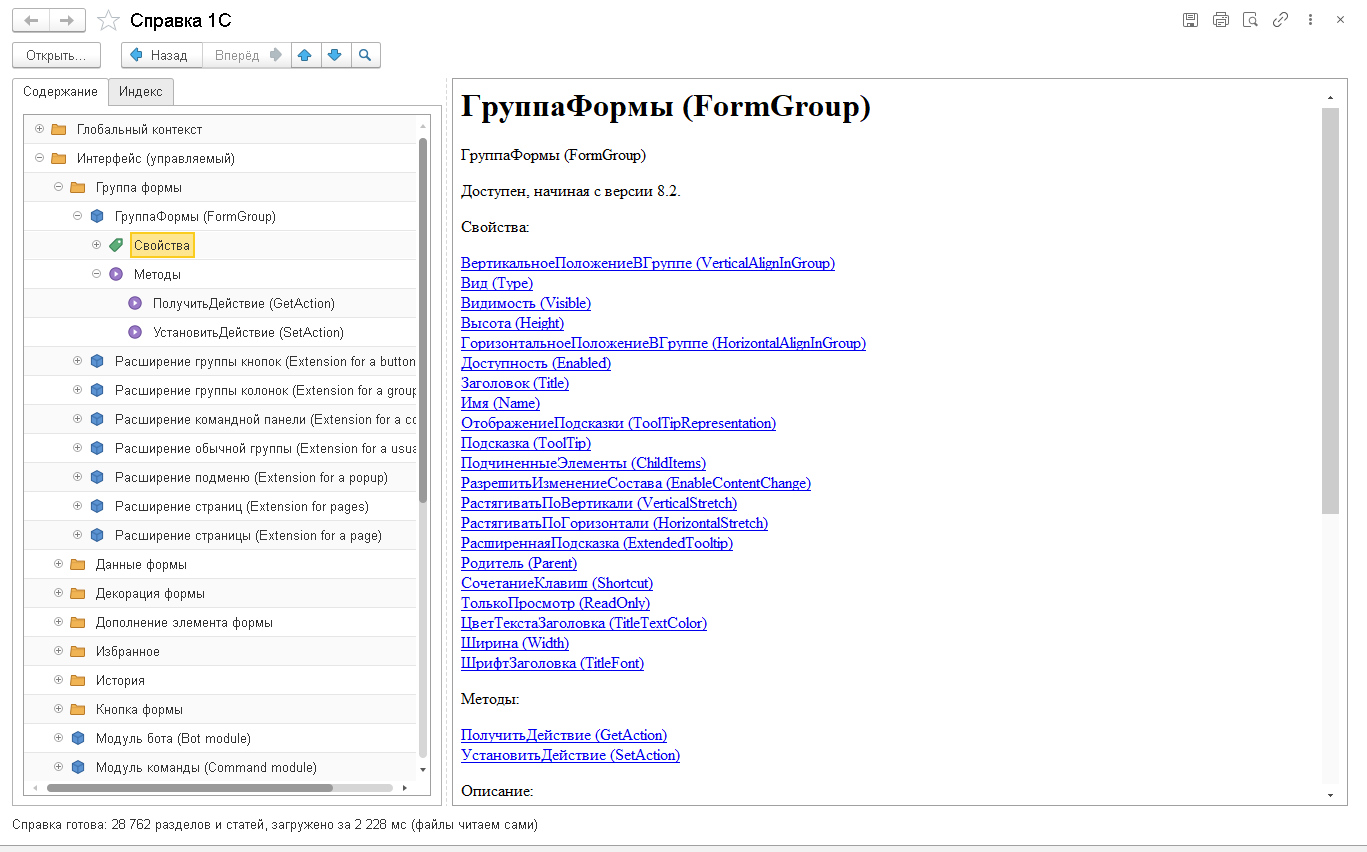 Справка 1С
Открыть...
Назад
Вперёд
Содержание
Индекс
Глобальный контекст
Интерфейс (управляемый)
Группа формы
ГруппаФормы (FormGroup)
Свойства
Методы
ПолучитьДействие (GetAction)
УстановитьДействие (SetAction)
Расширение группы кнопок (Extension for a button
Расширение группы колонок (Extension for a group
Расширение командной панели (Extension for a co
Расширение обычной группы (Extension for a usua
Расширение подменю (Extension for a popup)
Расширение страниц (Extension for pages)
Расширение страницы (Extension for a page)
Данные формы
Декорация формы
Дополнение элемента формы
Избранное
История
Кнопка формы
Модуль бота (Bot module)
Модуль команды (Command module)
ГруппаФормы (FormGroup)
ГруппаФормы (FormGroup)
Доступен, начиная с версии 8.2.
Свойства:
ВертикальноеПоложениеВГруппе (VerticalAlignInGroup)
Вид (Type)
Видимость (Visible)
Высота (Height)
ГоризонтальноеПоложениеВГруппе (HorizontalAlignInGroup)
Доступность (Enabled)
Заголовок (Title)
Имя (Name)
ОтображениеПодсказки (ToolTipRepresentation)
Подсказка (ToolTip)
ПодчиненныеЭлементы (ChildItems)
РазрешитьИзменениеСостава (EnableContentChange)
РастягиватьПоВертикали (VerticalStretch)
РастягиватьПоГоризонтали (HorizontalStretch)
РасширеннаяПодсказка (ExtendedTooltip)
Родитель (Parent)
СочетаниеКлавиш (Shortcut)
ТолькоПросмотр (ReadOnly)
ЦветТекстаЗаголовка (TitleTextColor)
Ширина (Width)
ШрифтЗаголовка (TitleFont)
Методы:
ПолучитьДействие (GetAction)
УстановитьДействие (SetAction)
Описание:
Справка готова: 28 762 разделов и статей, загружено за 2 228 мс (файлы читаем сами)